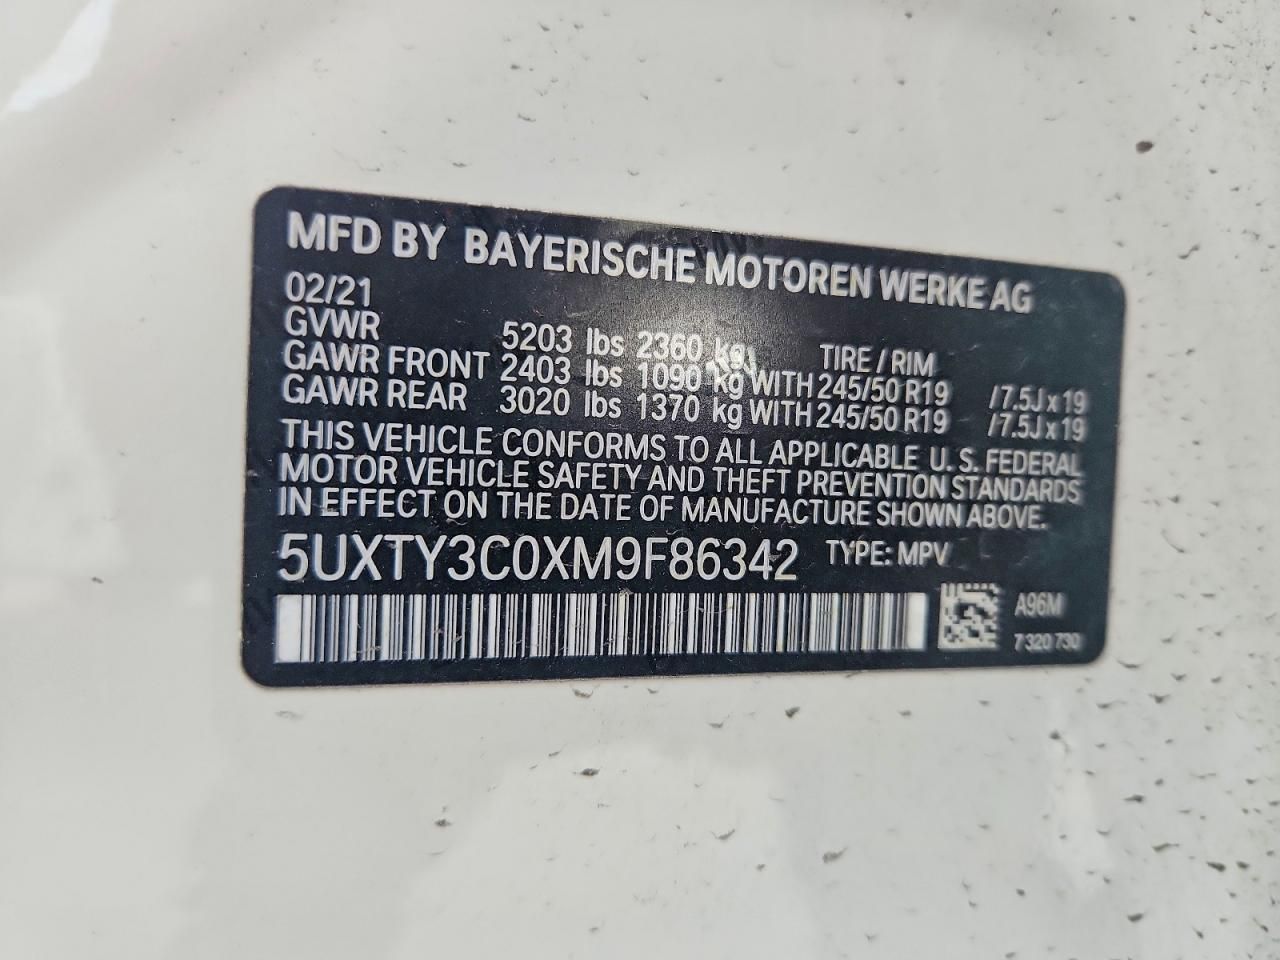 MFD BY BAYERISCHE MOTOREN WERKE AG
02/21
GVWR 5203 lbs 2360 kg TIRE / RIM
GAWR FRONT 2403 lbs 1090 kg WITH 245/50 R19 /7.5J x 19
GAWR REAR 3020 lbs 1370 kg WITH 245/50 R19 /7.5J x 19
THIS VEHICLE CONFORMS TO ALL APPLICABLE U. S. FEDERAL
MOTOR VEHICLE SAFETY AND THEFT PREVENTION STANDARDS
IN EFFECT ON THE DATE OF MANUFACTURE SHOWN ABOVE.
5UXTY3C0XM9F86342 TYPE: MPV
A96M
7 320 730